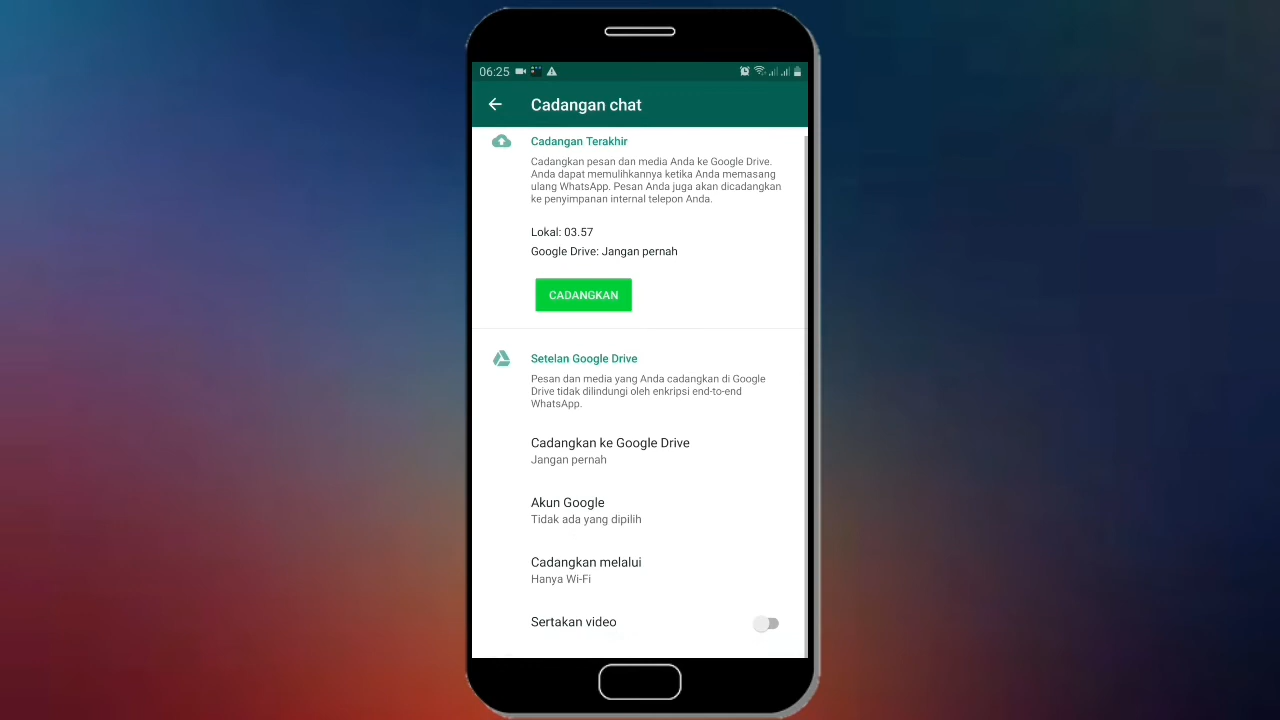 06:25
Cadangan chat
Cadangan Terakhir
Cadangkan pesan dan media Anda ke Google Drive.
Anda dapat memulihkannya ketika Anda memasang
ulang WhatsApp. Pesan Anda juga akan dicadangkan
ke penyimpanan internal telepon Anda.
Lokal: 03.57
Google Drive: Jangan pernah
CADANGKAN
Setelan Google Drive
Pesan dan media yang Anda cadangkan di Google
Drive tidak dilindungi oleh enkripsi end-to-end
WhatsApp.
Cadangkan ke Google Drive
Jangan pernah
Akun Google
Tidak ada yang dipilih
Cadangkan melalui
Hanya Wi-Fi
Sertakan video